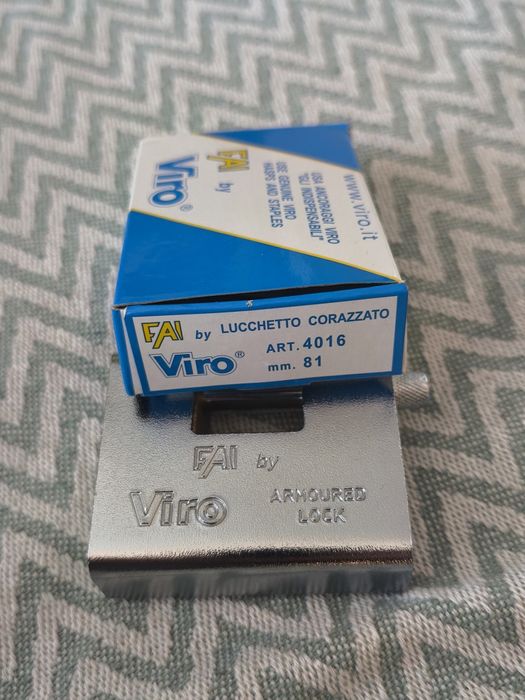 www.viro.it
USA ANCORAGGI VIRO
"GLI INDISPENSABILI"
USE GENUINE VIRO
HASPS AND STAPLES
FAI by
Viro®
FAI by LUCCHETTO CORAZZATO
Viro® ART. 4016
mm. 81
FAI by
Viro ARMOURED
LOCK